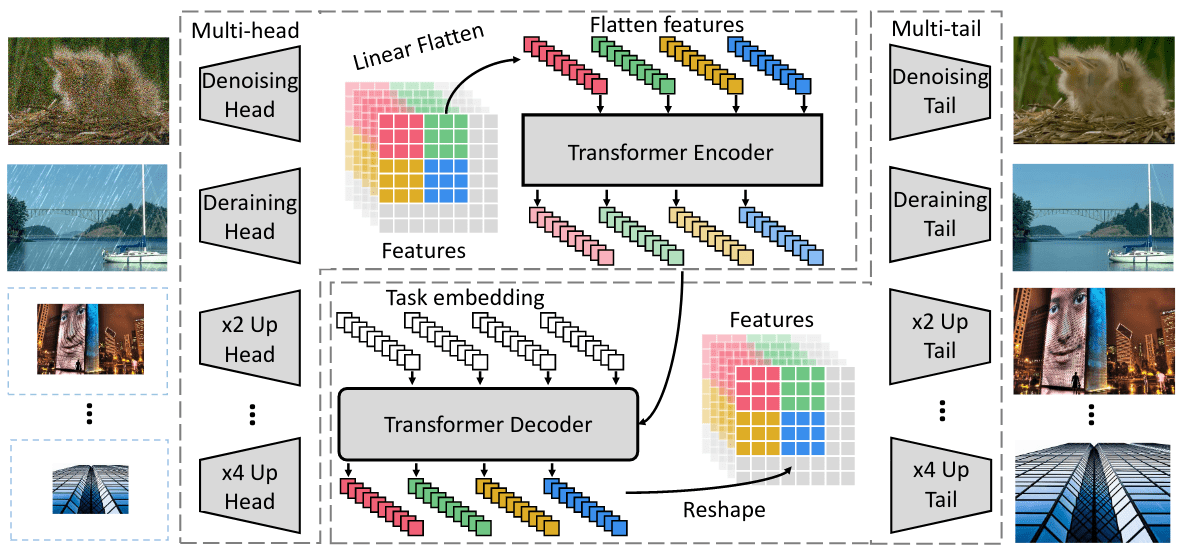 Multi-head
Denoising
Head
Deraining
Head
x2 Up
Head
x4 Up
Head
Linear Flatten
Features
Flatten features
Transformer Encoder
Task embedding
Transformer Decoder
Features
Reshape
Multi-tail
Denoising
Tail
Deraining
Tail
x2 Up
Tail
x4 Up
Tail